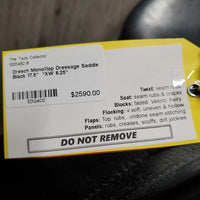 The Tack Collector
Dresch Monoflap Dressage Saddle
Black 17.5" *XW 6.25"
$2590.00
Twist: seam rubs
Seat: seam rubs & cracks
Blocks: faded. Velcro: hairy
Flocking: v soft, uneven & hollow
Flaps: Top: rubs, undone seam stitching
Panels: rubs, creases, scuffs, dirt pockets
DO NOT REMOVE